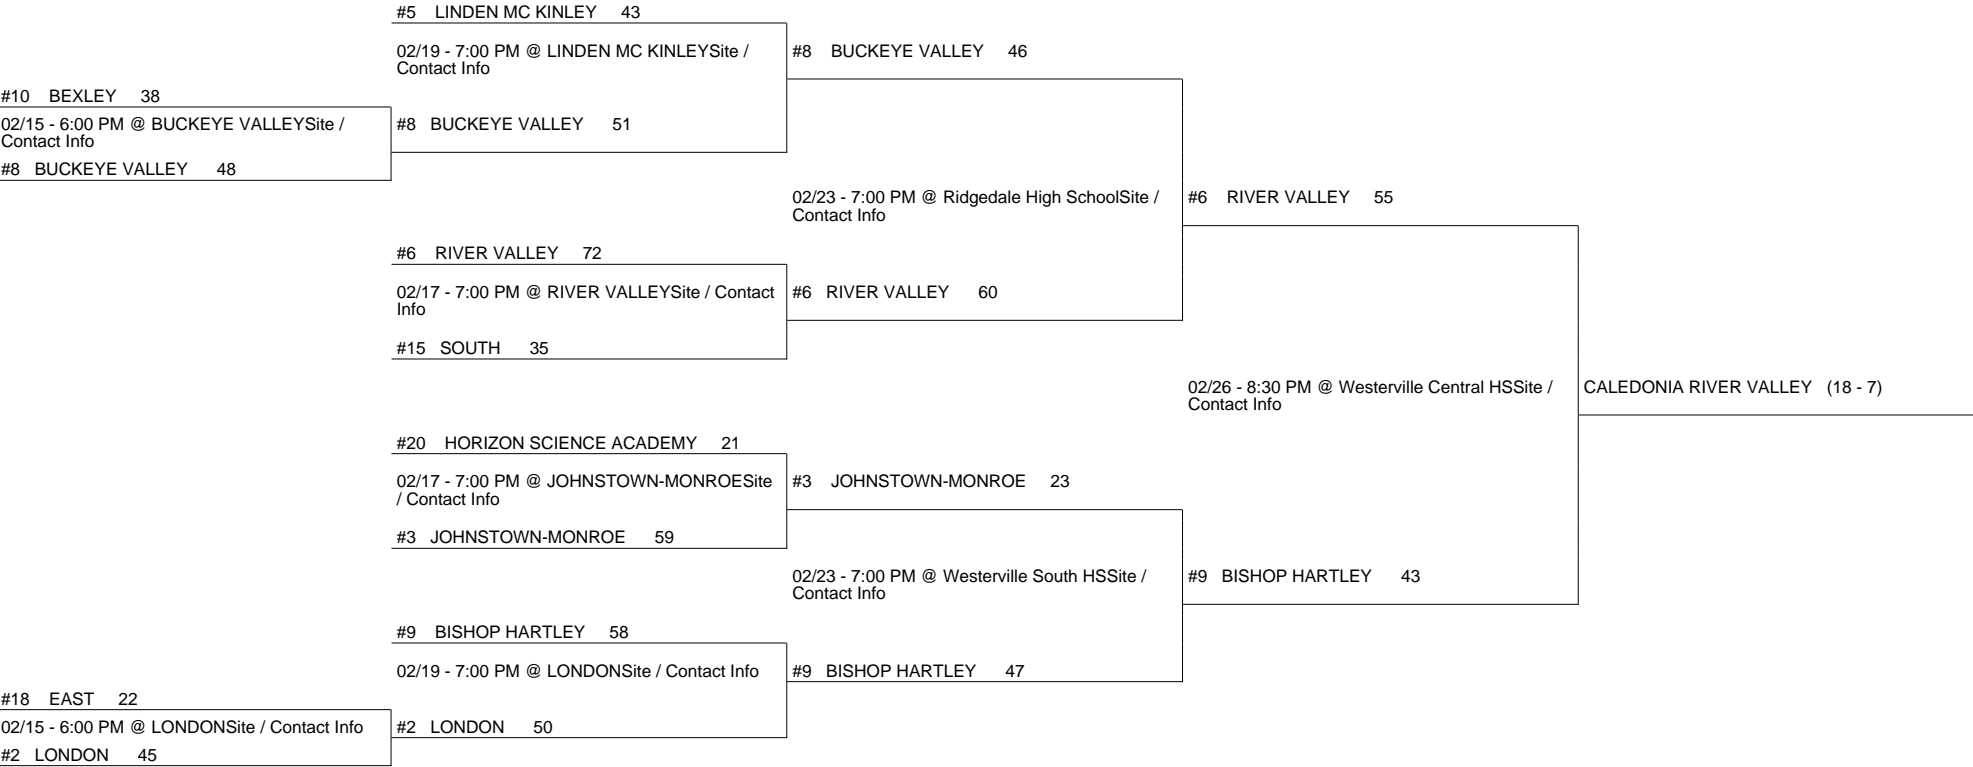 #5 LINDEN MC KINLEY 43
02/19 - 7:00 PM @ LINDEN MC KINLEYSite /
Contact Info
#8 BUCKEYE VALLEY 46
#10 BEXLEY 38
02/15 - 6:00 PM @ BUCKEYE VALLEYSite /
Contact Info
#8 BUCKEYE VALLEY 51
#8 BUCKEYE VALLEY 48
02/23 - 7:00 PM @ Ridgedale High SchoolSite /
Contact Info
#6 RIVER VALLEY 55
#6 RIVER VALLEY 72
02/17 - 7:00 PM @ RIVER VALLEYSite / Contact
Info
#6 RIVER VALLEY 60
#15 SOUTH 35
02/26 - 8:30 PM @ Westerville Central HSSite /
Contact Info
CALEDONIA RIVER VALLEY (18 - 7)
#20 HORIZON SCIENCE ACADEMY 21
02/17 - 7:00 PM @ JOHNSTOWN-MONROESite
/ Contact Info
#3 JOHNSTOWN-MONROE 23
#3 JOHNSTOWN-MONROE 59
02/23 - 7:00 PM @ Westerville South HSSite /
Contact Info
#9 BISHOP HARTLEY 43
#9 BISHOP HARTLEY 58
02/19 - 7:00 PM @ LONDONSite / Contact Info
#9 BISHOP HARTLEY 47
#18 EAST 22
02/15 - 6:00 PM @ LONDONSite / Contact Info
#2 LONDON 50
#2 LONDON 45